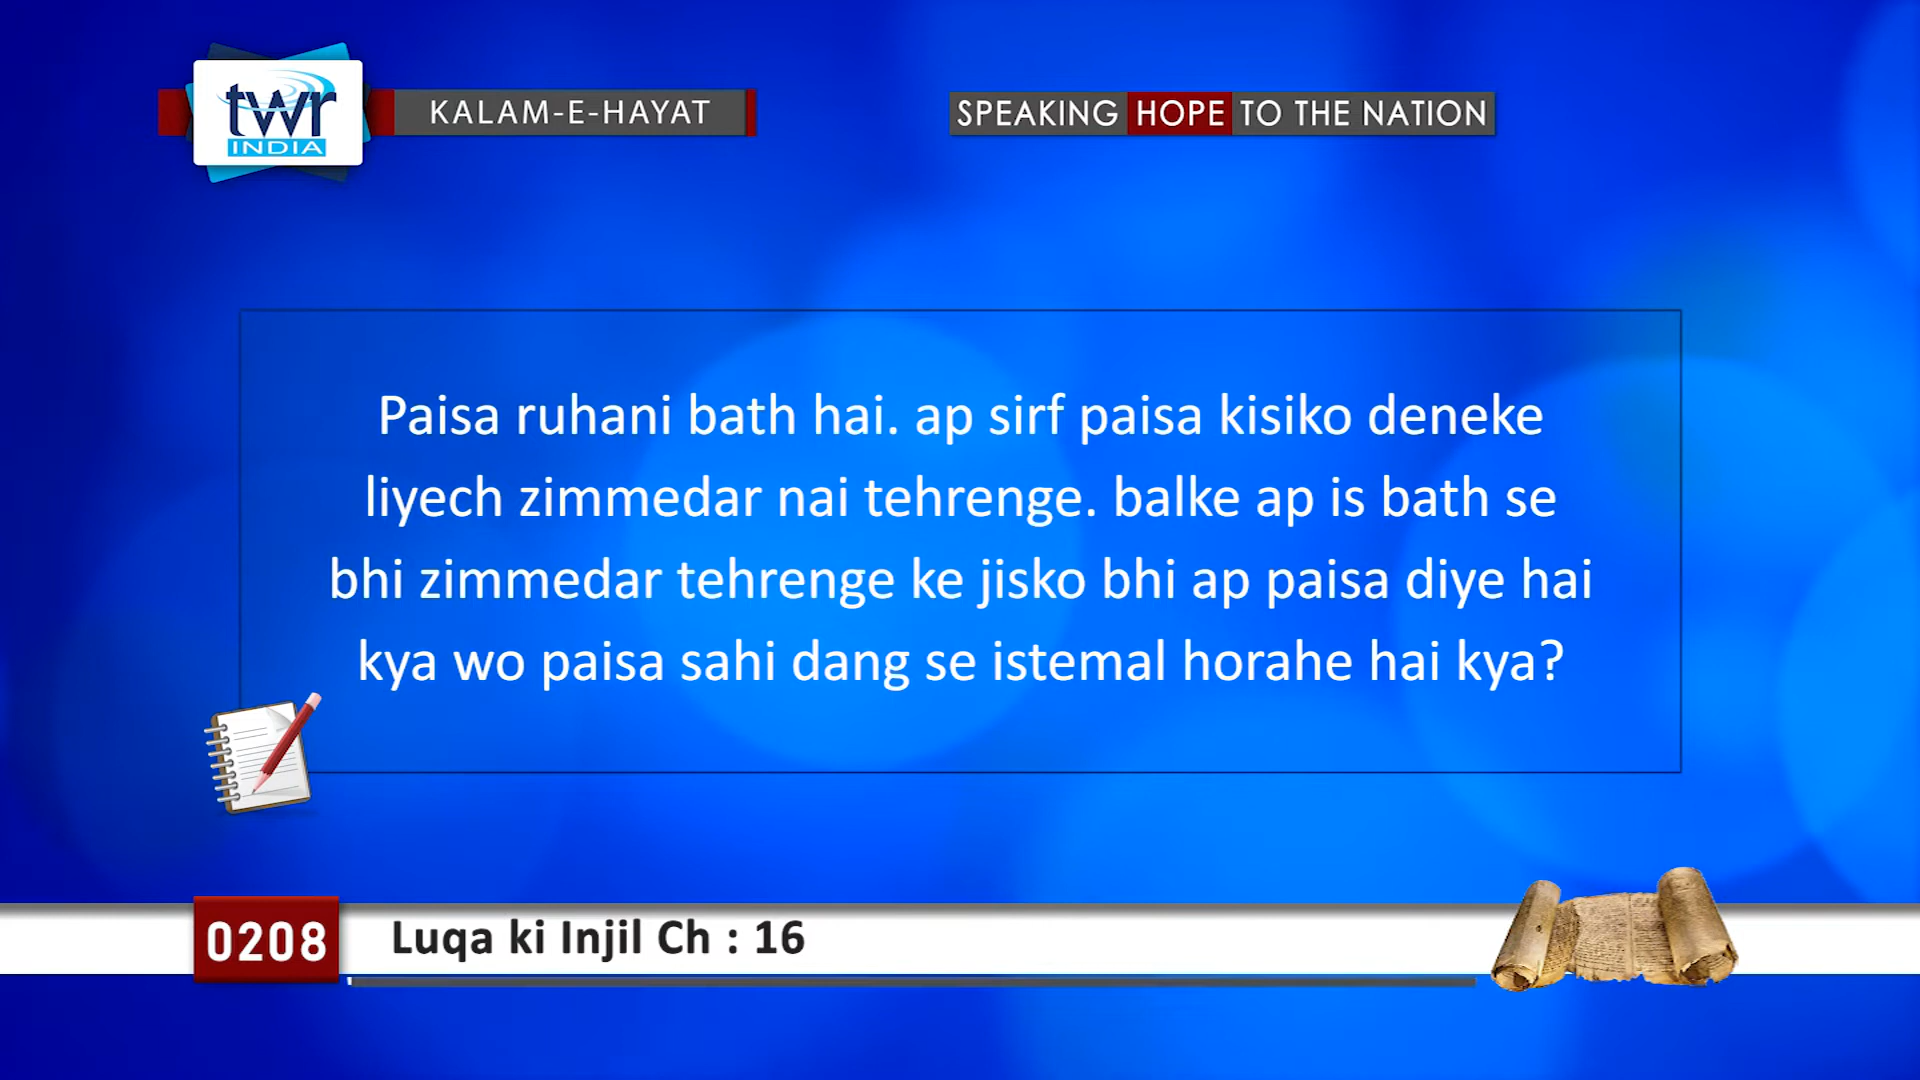 twr
INDIA
KALAM-E-HAYAT
SPEAKING HOPE TO THE NATION
Paisa ruhani bath hai. ap sirf paisa kisiko deneke
liyech zimmedar nai tehrenge. balke ap is bath se
bhi zimmedar tehrenge ke jisko bhi ap paisa diye hai
kya wo paisa sahi dang se istemal horahe hai kya?
0208
Luqa ki Injil Ch : 16